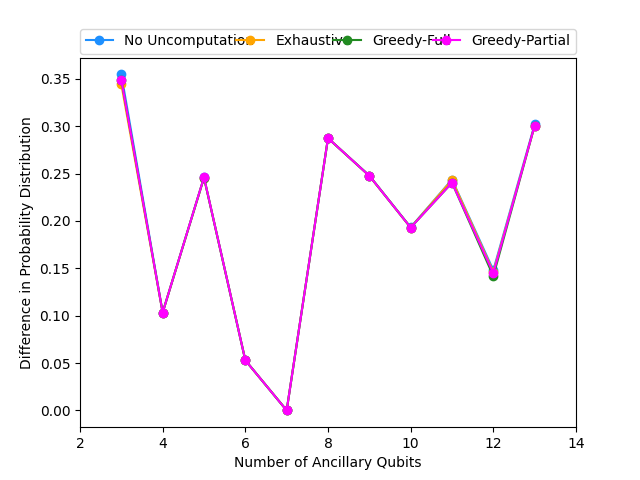 No Uncomputation Exhaustive Greedy-Full Greedy-Partial
0.35
0.30
0.25
0.20
0.15
0.10
0.05
0.00
Difference in Probability Distribution
2 4 6 8 10 12 14
Number of Ancillary Qubits